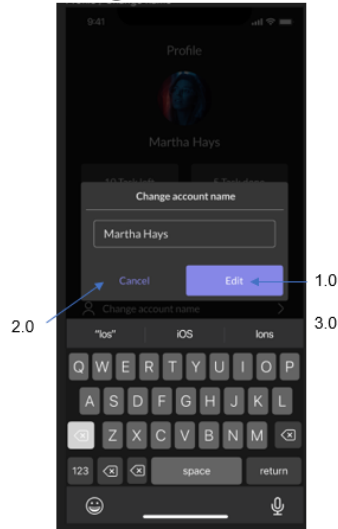 9:41
Profile
Martha Hays
Change account name
Martha Hays
Cancel
Edit
1.0
Change account name
2.0
3.0
"Ios"
iOS
Ions
Q W E R T Y U I O P
A S D F G H J K L
Z X C V B N M
123
space
return